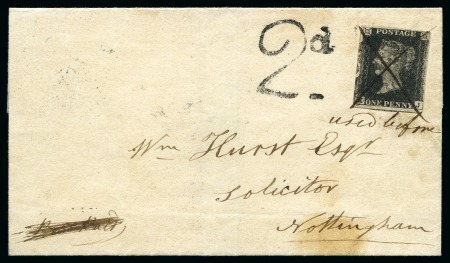 2d.
POSTAGE
ONE PENNY
used before
Wm Hurst Esqr
Solicitor
Nottingham